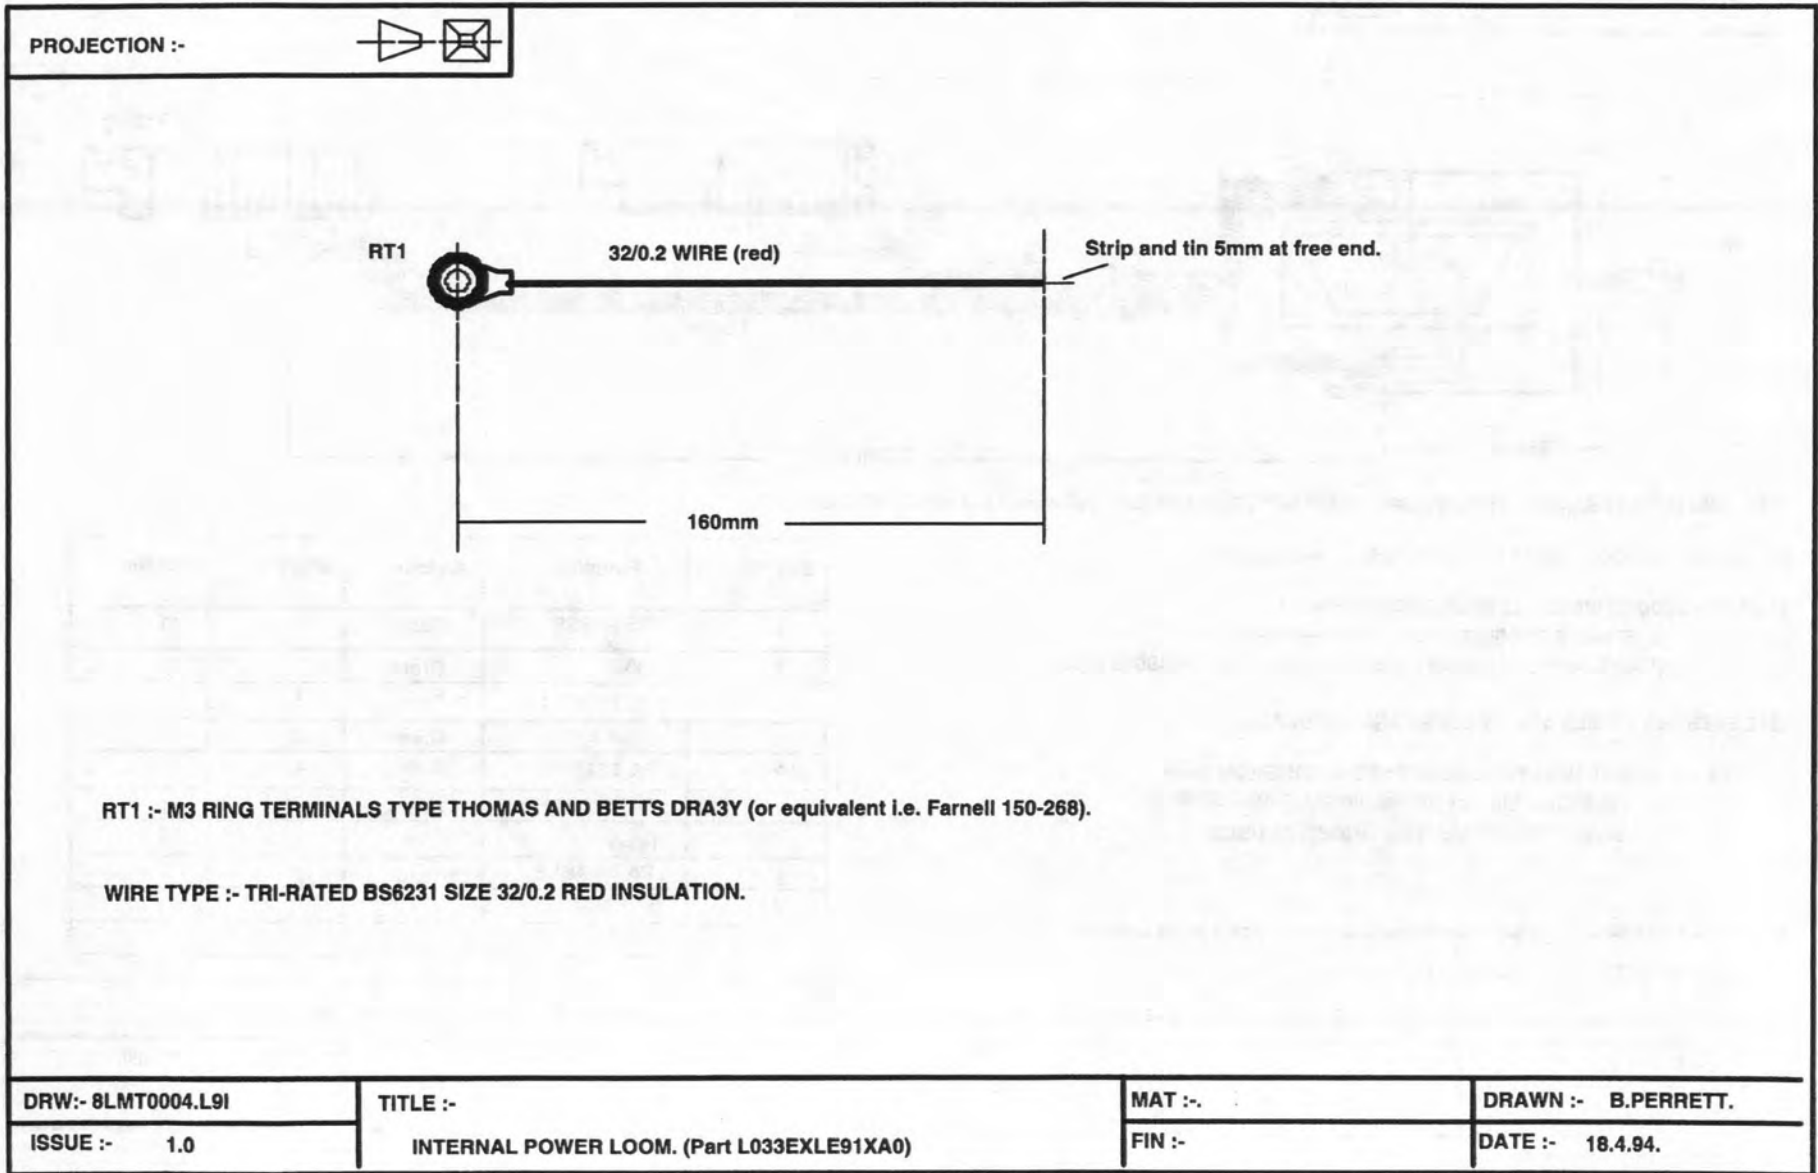 PROJECTION :-
RT1
32/0.2 WIRE (red)
Strip and tin 5mm at free end.
160mm
RT1 :- M3 RING TERMINALS TYPE THOMAS AND BETTS DRA3Y (or equivalent i.e. Farnell 150-268).
WIRE TYPE :- TRI-RATED BS6231 SIZE 32/0.2 RED INSULATION.
DRW:- 8LMT0004.L9I
TITLE :-
MAT :-.
DRAWN :- B.PERRETT.
ISSUE :- 1.0
INTERNAL POWER LOOM. (Part L033EXLE91XA0)
FIN :-
DATE :- 18.4.94.